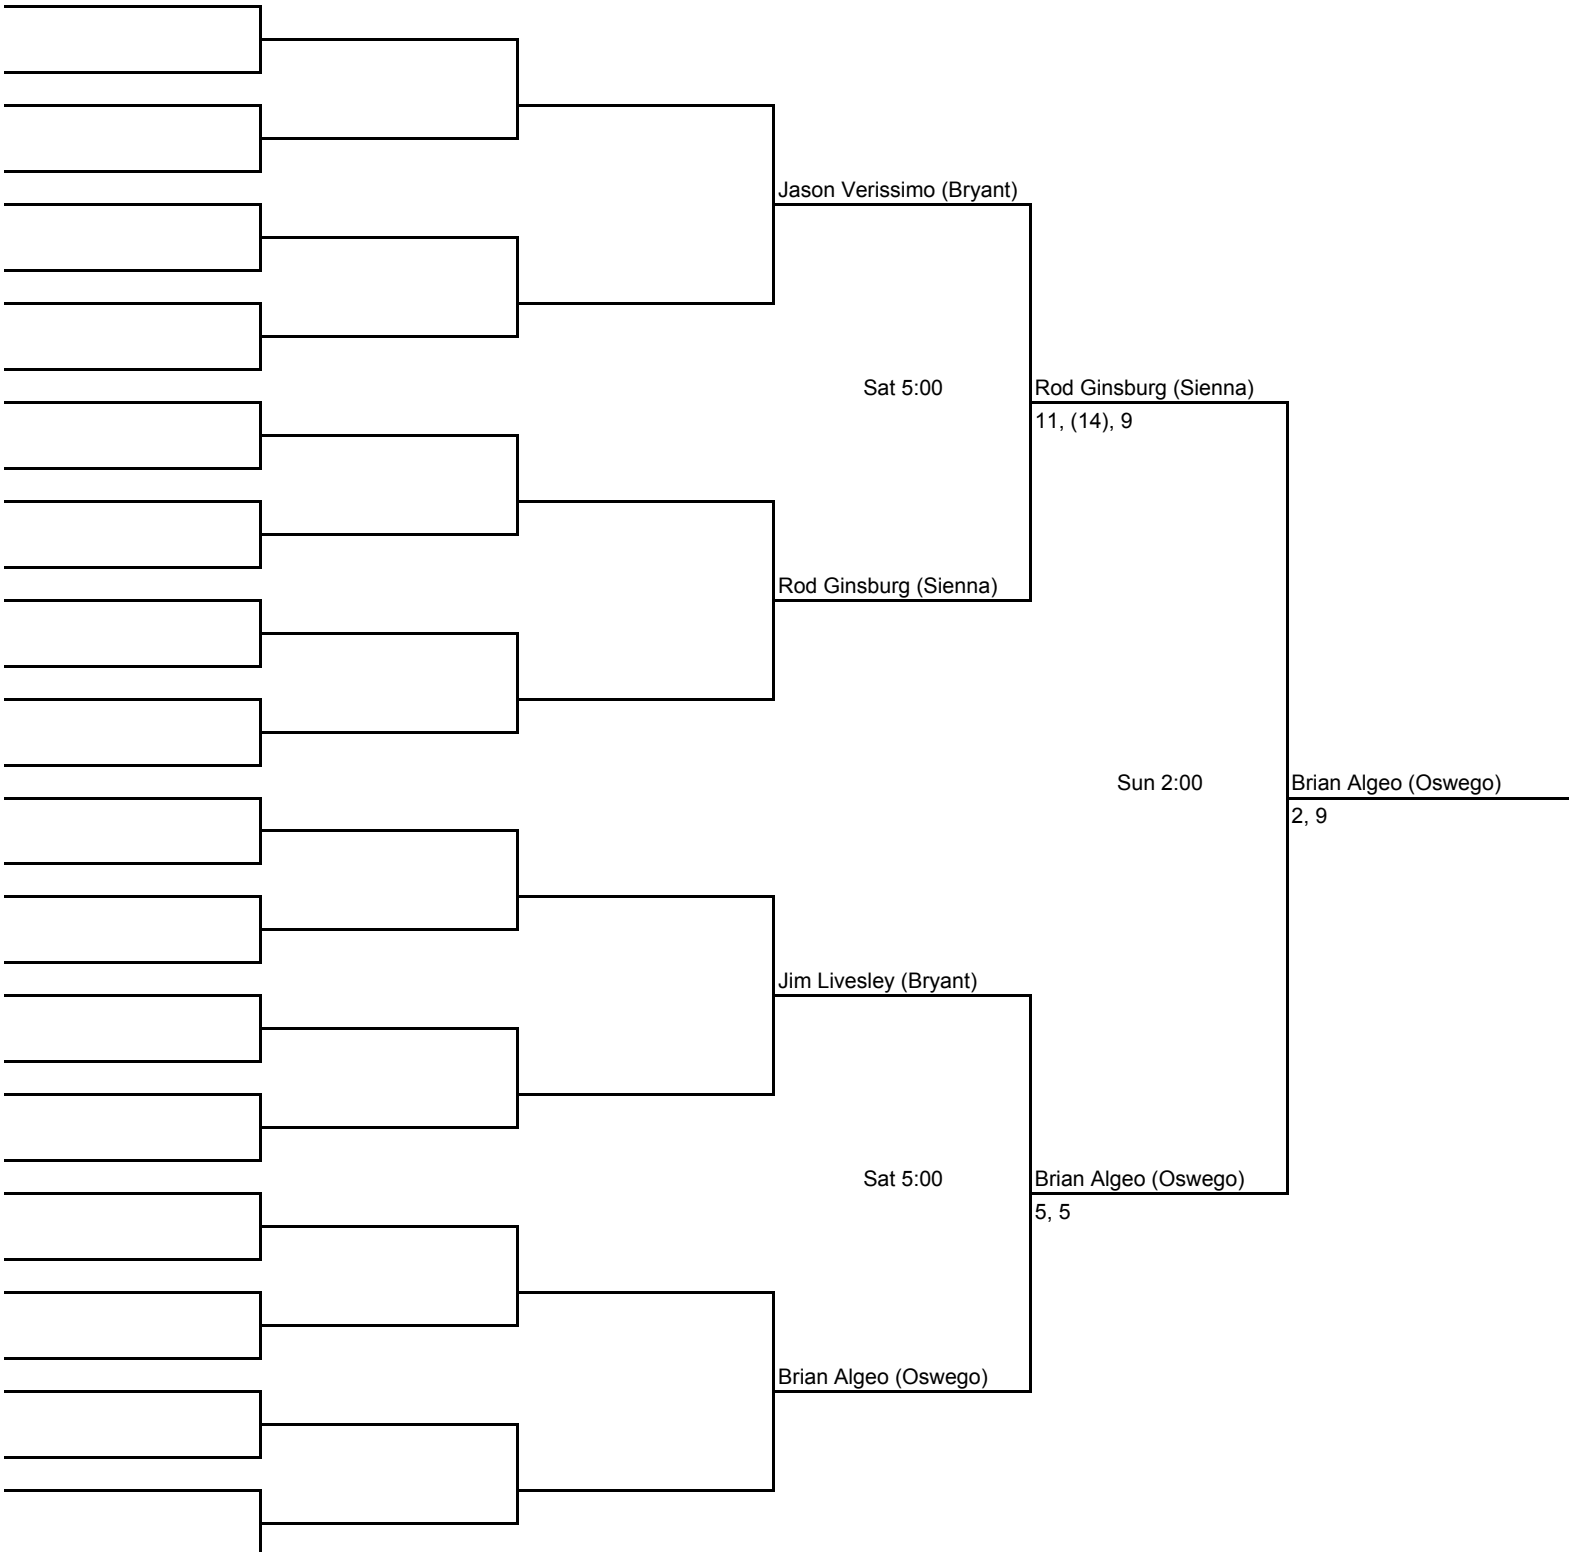 Jason Verissimo (Bryant)
Sat 5:00
Rod Ginsburg (Sienna)
11, (14), 9
Rod Ginsburg (Sienna)
Sun 2:00
Brian Algeo (Oswego)
2, 9
Jim Livesley (Bryant)
Sat 5:00
Brian Algeo (Oswego)
5, 5
Brian Algeo (Oswego)